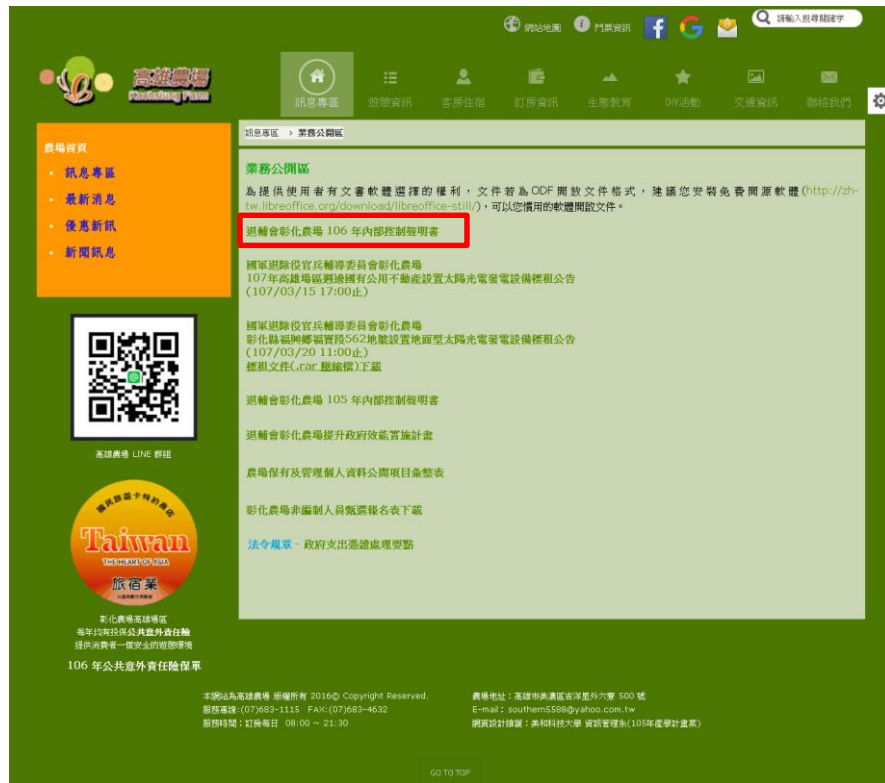 網站地圖
門票資訊
請輸入搜尋關鍵字
高雄農場
Kaohsiung Farm
訊息專區
遊憩資訊
客房住宿
訂房資訊
生態教育
DIY活動
交通資訊
聯絡我們
農場首頁
訊息專區
最新消息
優惠新訊
新聞訊息
訊息專區 > 業務公開區
業務公開區
為提供使用者有文書軟體選擇的權利，文件若為ODF開放文件格式，建議您安裝免費開源軟體(http://zh-
tw.libreoffice.org/download/libreoffice-still/)，可以您慣用的軟體開啟文件。
退輔會彰化農場 106 年內部控制聲明書
國軍退除役官兵輔導委員會彰化農場
107年高雄場區週邊國有公用不動產設置太陽光電發電設備標租公告
(107/03/15 17:00止)
國軍退除役官兵輔導委員會彰化農場
彰化縣福興鄉福寶段562地號設置地面型太陽光電發電設備標租公告
(107/03/20 11:00止)
標租文件(.rar 壓縮檔)下載
退輔會彰化農場 105 年內部控制聲明書
退輔會彰化農場提升政府效能實施計畫
農場保有及管理個人資料公開項目彙整表
彰化農場非編制人員甄選報名表下載
法令規章 - 政府支出憑證處理要點
高雄農場 LINE 群組
國民旅遊卡特約商店
Taiwan
THE HEART OF ASIA
旅宿業
彰化農場高雄場區
每年均有投保公共意外責任險
提供消費者一個安全的遊憩環境
106 年公共意外責任險保單
本網站為高雄農場 版權所有 2016© Copyright Reserved.
服務專線:(07)683-1115 FAX:(07)683-4632
服務時間：訂房每日 08:00 ~ 21:30
農場地址：高雄市美濃區吉洋里外六寮 500 號
E-mail：southern5588@yahoo.com.tw
網頁設計維護：美和科技大學 資訊管理系(105年產學計畫案)
GO TO TOP